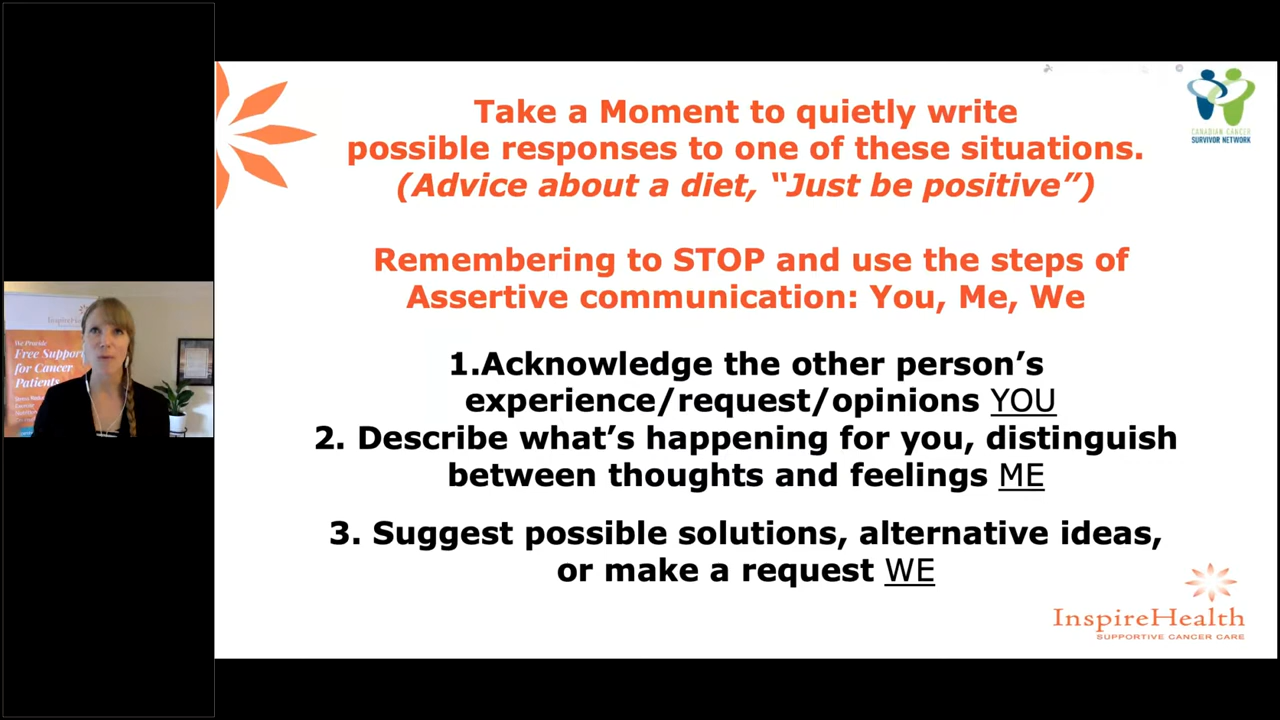 Take a Moment to quietly write
possible responses to one of these situations.
(Advice about a diet, “Just be positive”)
Remembering to STOP and use the steps of
Assertive communication: You, Me, We
1.Acknowledge the other person’s
experience/request/opinions YOU
2. Describe what’s happening for you, distinguish
between thoughts and feelings ME
3. Suggest possible solutions, alternative ideas,
or make a request WE
CANADIAN CANCER
SURVIVOR NETWORK
InspireHealth
SUPPORTIVE CANCER CARE
We Provide
Free Support
for Cancer
Patients